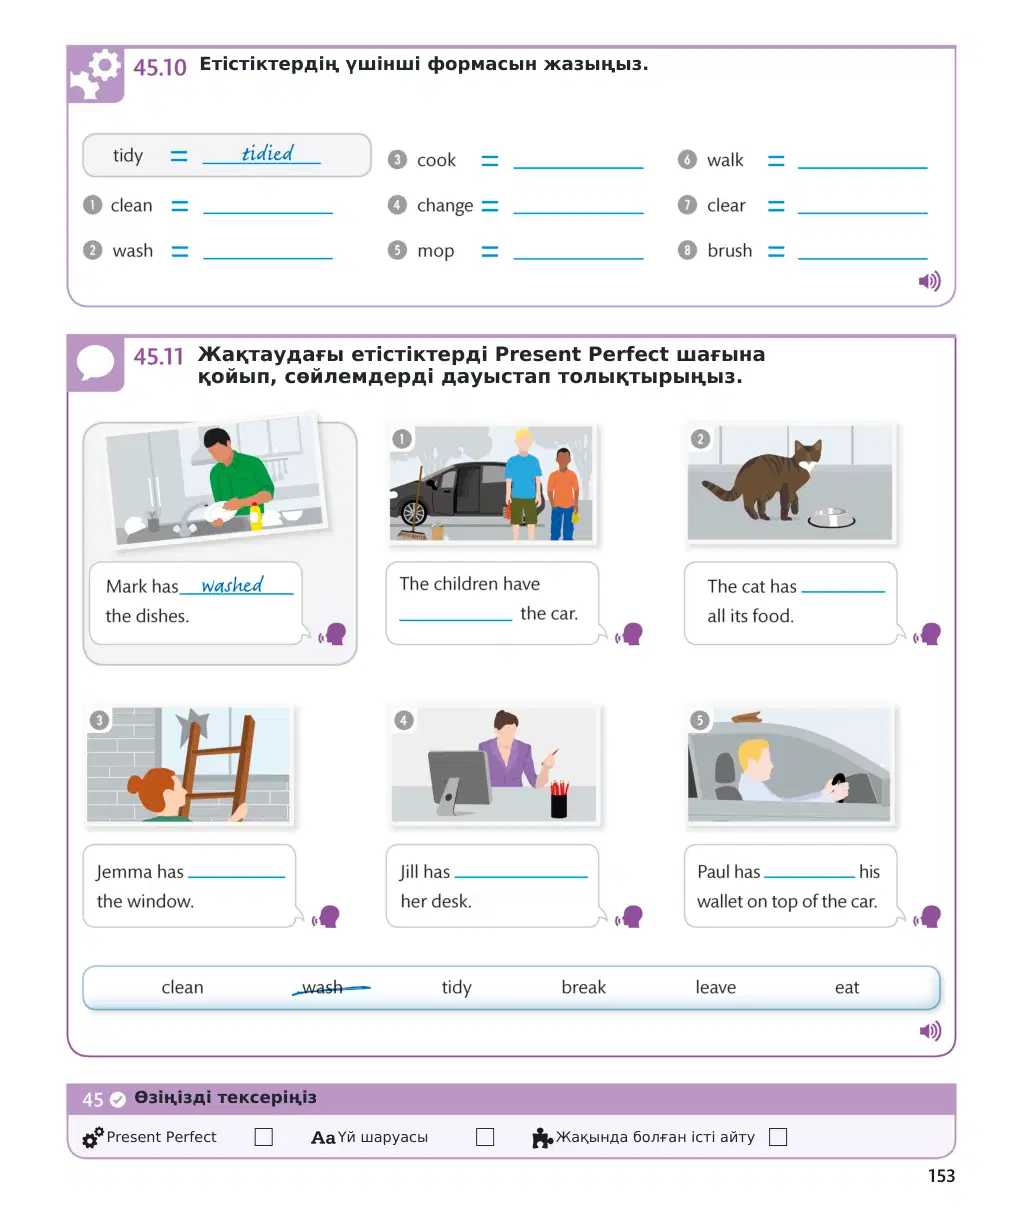 45.10 Етістіктердің үшінші формасын жазыңыз.
tidy = tidied
1 clean =
2 wash =
3 cook =
4 change =
5 mop =
6 walk =
7 clear =
8 brush =
45.11 Жақтаудағы етістіктерді Present Perfect шағына
қойып, сөйлемдерді дауыстап толықтырыңыз.
Mark has washed
the dishes.
1
The children have
the car.
2
The cat has
all its food.
3
Jemma has
the window.
4
Jill has
her desk.
5
Paul has his
wallet on top of the car.
clean wash tidy break leave eat
45 Өзіңізді тексеріңіз
Present Perfect Aa Үй шаруасы Жақында болған істі айту
153